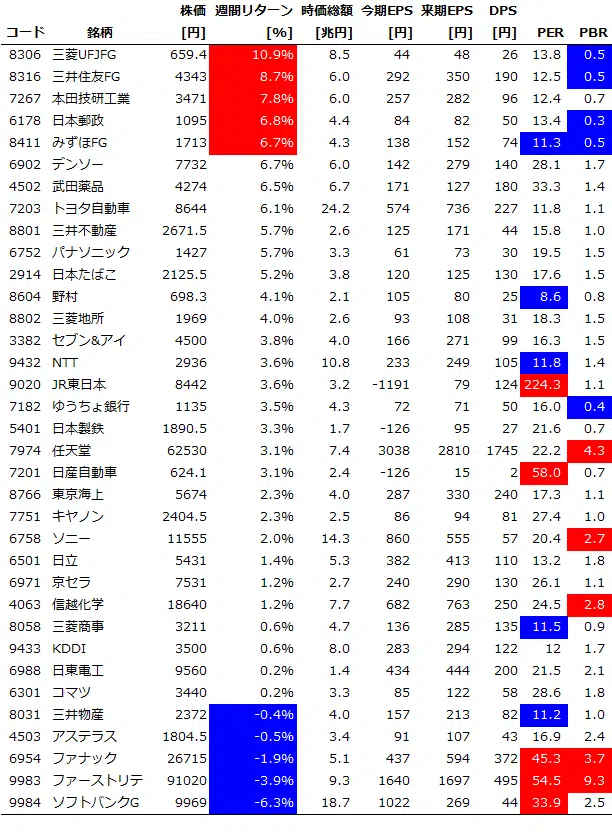 株価 週間リターン 時価総額 今期EPS 来期EPS DPS
コード 銘柄 [円] [%] [兆円] [円] [円] [円] PER PBR
8306 三菱UFJFG 659.4 10.9% 8.5 44 48 26 13.8 0.5
8316 三井住友FG 4343 8.7% 6.0 292 350 190 12.5 0.5
7267 本田技研工業 3471 7.8% 6.0 257 282 96 12.4 0.7
6178 日本郵政 1095 6.8% 4.4 84 82 50 13.4 0.3
8411 みずほFG 1713 6.7% 4.3 138 152 74 11.3 0.5
6902 デンソー 7732 6.7% 6.0 142 279 140 28.1 1.7
4502 武田薬品 4274 6.5% 6.7 171 127 180 33.3 1.4
7203 トヨタ自動車 8644 6.1% 24.2 574 736 227 11.8 1.1
8801 三井不動産 2671.5 5.7% 2.6 125 171 44 15.8 1.0
6752 パナソニック 1427 5.7% 3.3 61 73 30 19.5 1.5
2914 日本たばこ 2125.5 5.2% 3.8 120 125 130 17.6 1.5
8604 野村 698.3 4.1% 2.1 105 80 25 8.6 0.8
8802 三菱地所 1969 4.0% 2.6 93 108 31 18.3 1.5
3382 セブン&アイ 4500 3.8% 4.0 166 271 99 16.3 1.5
9432 NTT 2936 3.6% 10.8 233 249 105 11.8 1.4
9020 JR東日本 8442 3.6% 3.2 -1191 79 124 224.3 1.1
7182 ゆうちょ銀行 1135 3.5% 4.3 72 71 50 16.0 0.4
5401 日本製鉄 1890.5 3.3% 1.7 -126 95 27 21.6 0.7
7974 任天堂 62530 3.1% 7.4 3038 2810 1745 22.2 4.3
7201 日産自動車 624.1 3.1% 2.4 -126 15 2 58.0 0.7
8766 東京海上 5674 2.3% 4.0 287 330 240 17.3 1.1
7751 キヤノン 2404.5 2.3% 2.5 86 94 81 27.4 1.0
6758 ソニー 11555 2.0% 14.3 860 555 57 20.4 2.7
6501 日立 5431 1.4% 5.3 382 413 110 13.2 1.8
6971 京セラ 7531 1.2% 2.7 240 290 130 26.1 1.1
4063 信越化学 18640 1.2% 7.7 682 763 250 24.5 2.8
8058 三菱商事 3211 0.6% 4.7 136 285 135 11.5 0.9
9433 KDDI 3500 0.6% 8.0 283 294 122 12 1.7
6988 日東電工 9560 0.2% 1.4 434 444 200 21.5 2.1
6301 コマツ 3440 0.2% 3.3 85 122 58 28.6 1.8
8031 三井物産 2372 -0.4% 4.0 157 213 82 11.2 1.0
4503 アステラス 1804.5 -0.5% 3.4 91 107 43 16.9 2.4
6954 ファナック 26715 -1.9% 5.1 437 594 372 45.3 3.7
9983 ファーストリテ 91020 -3.9% 9.3 1640 1697 495 54.5 9.3
9984 ソフトバンクG 9969 -6.3% 18.7 1022 269 44 33.9 2.5